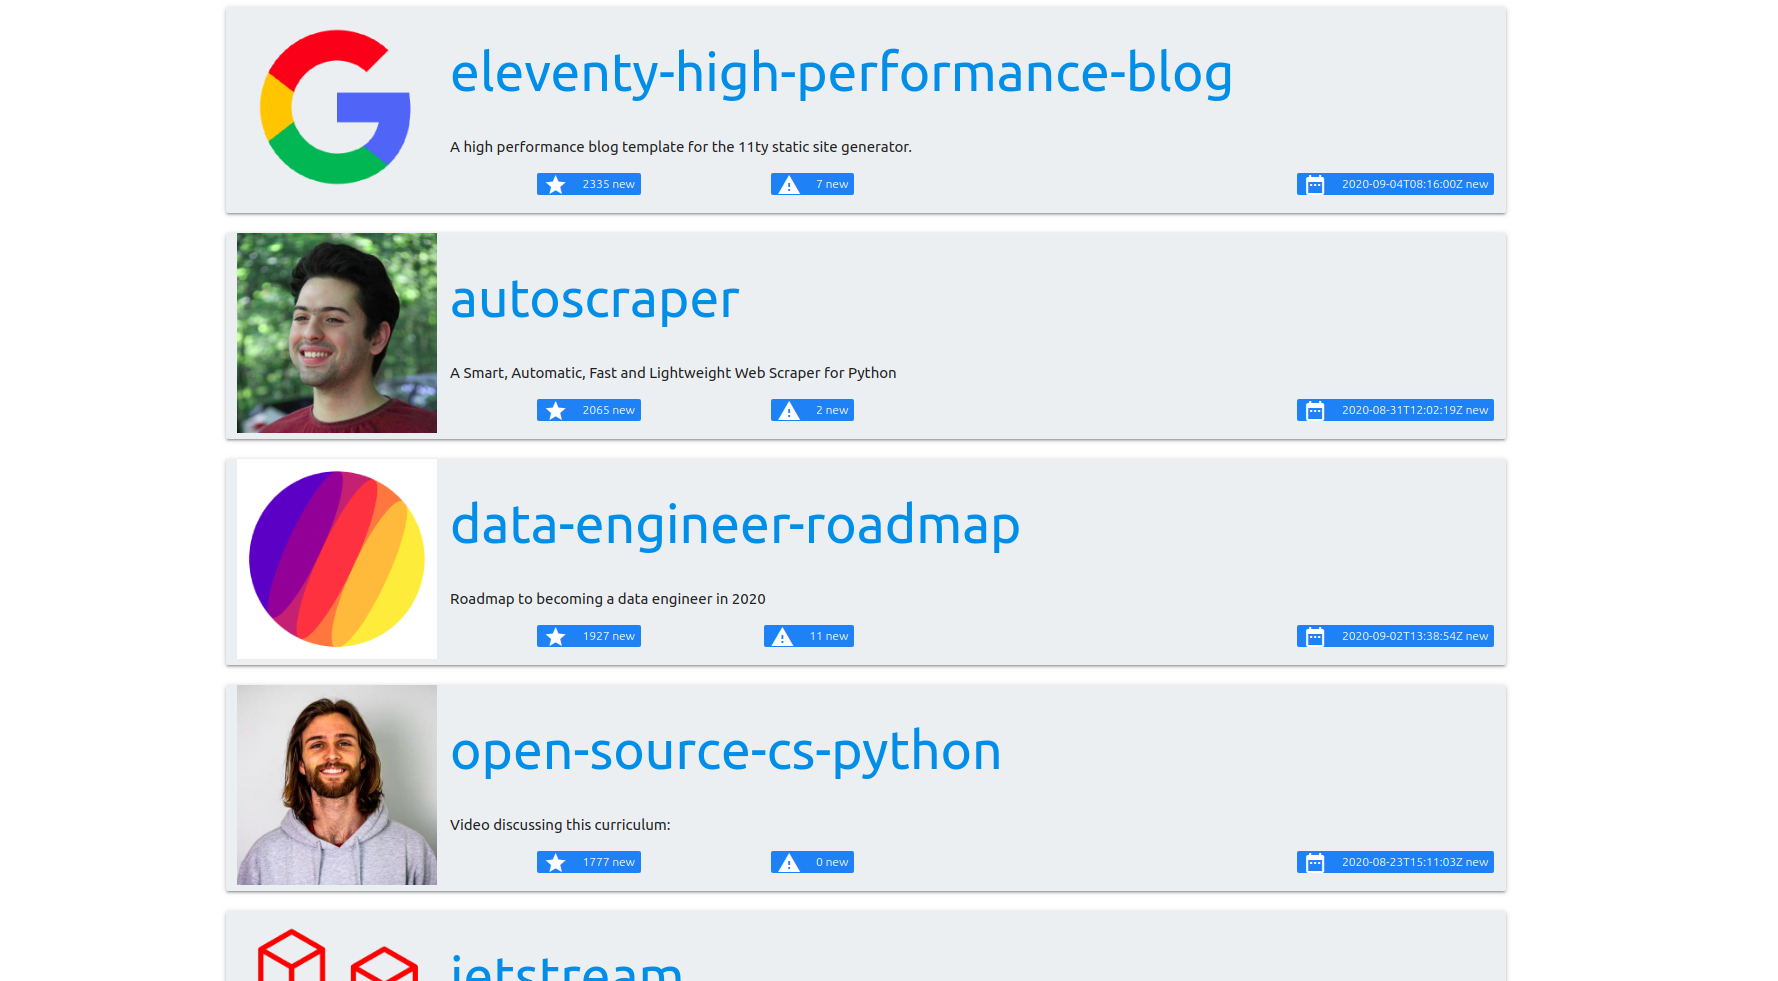 eleventy-high-performance-blog
A high performance blog template for the 11ty static site generator.
2335 new 7 new 2020-09-04T08:16:00Z new
autoscraper
A Smart, Automatic, Fast and Lightweight Web Scraper for Python
2065 new 2 new 2020-08-31T12:02:19Z new
data-engineer-roadmap
Roadmap to becoming a data engineer in 2020
1927 new 11 new 2020-09-02T13:38:54Z new
open-source-cs-python
Video discussing this curriculum:
1777 new 0 new 2020-08-23T15:11:03Z new
jetstream